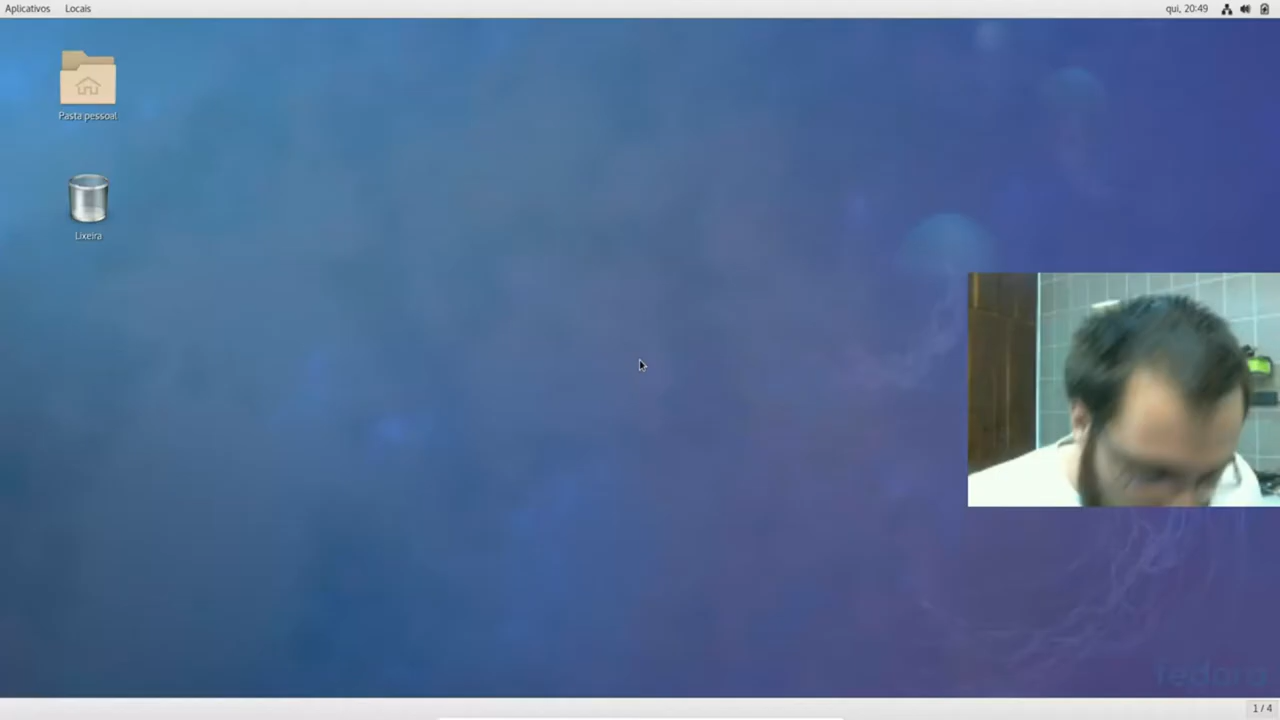 Aplicativos Locais qui, 20:49
Pasta pessoal
Lixeira
fedora
1 / 4